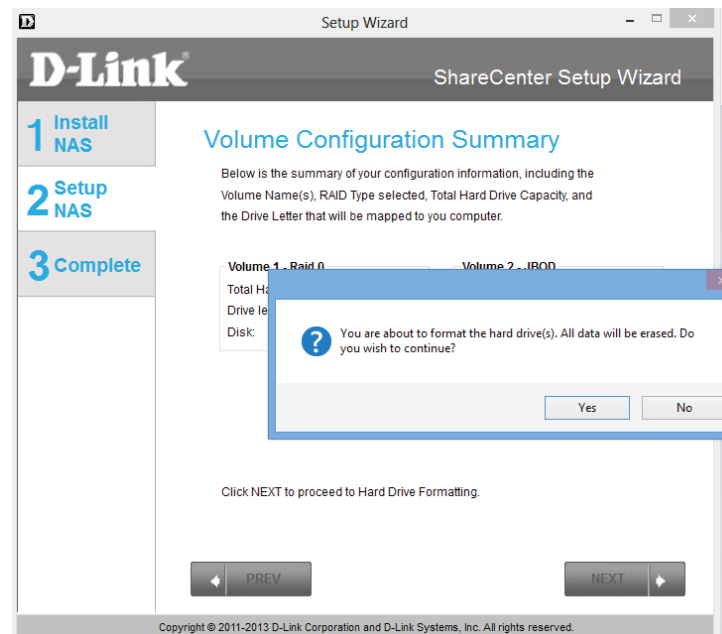 Setup Wizard
D-Link
ShareCenter Setup Wizard
1 Install
NAS
2 Setup
NAS
3 Complete
Volume Configuration Summary
Below is the summary of your configuration information, including the
Volume Name(s), RAID Type selected, Total Hard Drive Capacity, and
the Drive Letter that will be mapped to you computer.
Volume 1 - Raid 0
Volume 2 - JBOD
Total
Drive
Disk:
You are about to format the hard drive(s). All data will be erased. Do
you wish to continue?
Yes
No
Click NEXT to proceed to Hard Drive Formatting.
PREV
NEXT
Copyright © 2011-2013 D-Link Corporation and D-Link Systems, Inc. All rights reserved.